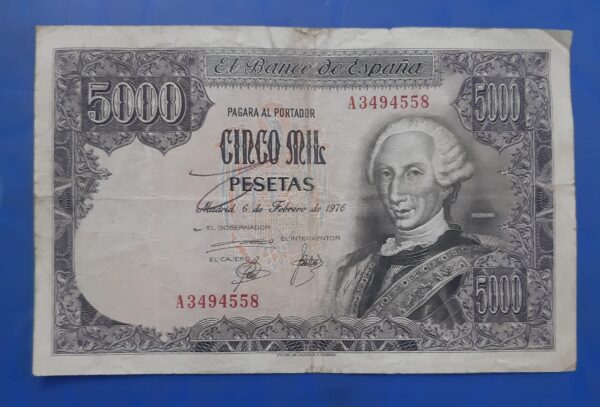 El Banco de España
5000
5000
PAGARA AL PORTADOR
A3494558
CINCO MIL
PESETAS
Madrid 6 de Febrero de 1976
EL GOBERNADOR
EL INTERVENTOR
EL CAJERO
A3494558
5000